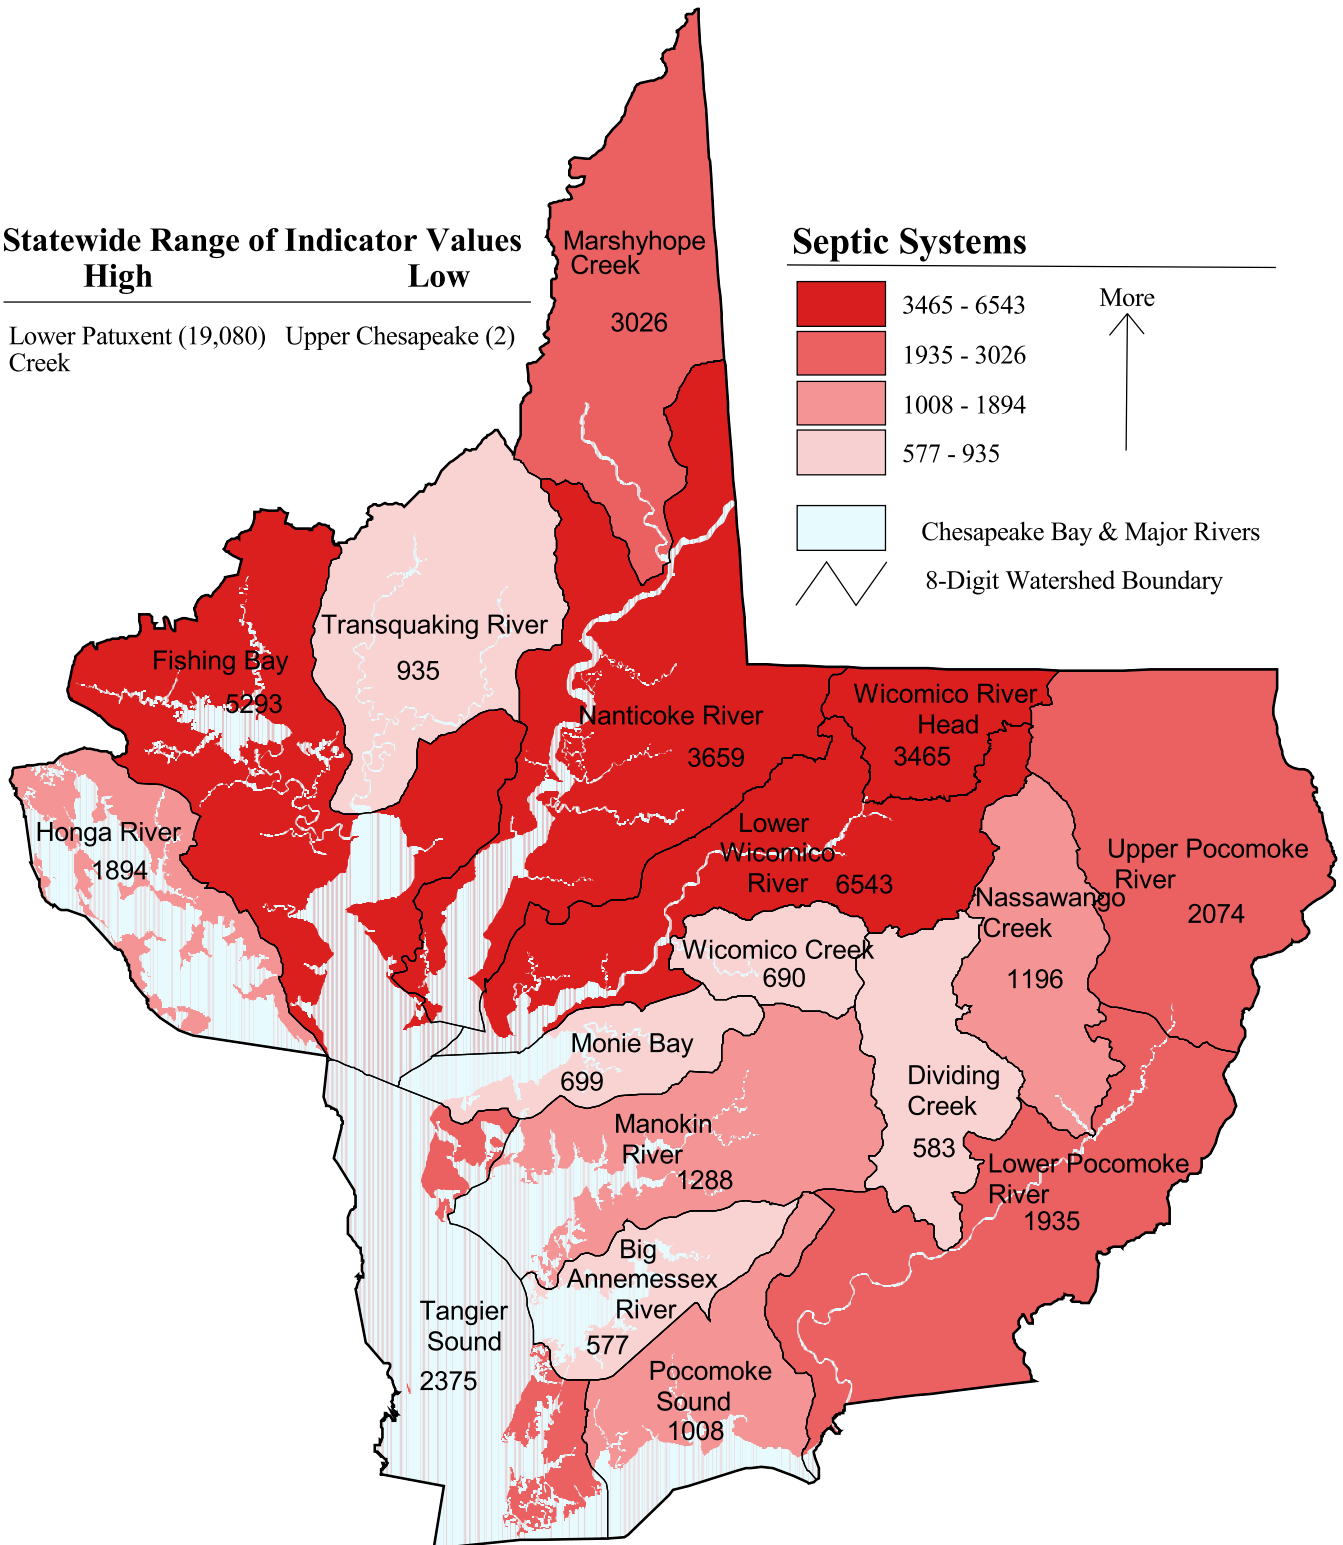 Statewide Range of Indicator Values
High Low
Lower Patuxent (19,080) Upper Chesapeake (2)
Creek
Septic Systems
3465 - 6543
1935 - 3026
1008 - 1894
577 - 935
More
Chesapeake Bay & Major Rivers
8-Digit Watershed Boundary
Marshyhope
Creek
3026
Transquaking River
935
Fishing Bay
5293
Nanticoke River
3659
Wicomico River
Head
3465
Honga River
1894
Lower
Wicomico
River 6543
Upper Pocomoke
River
2074
Nassawango
Creek
1196
Wicomico Creek
690
Monie Bay
699
Dividing
Creek
583
Manokin
River
1288
Lower Pocomoke
River
1935
Big
Annemessex
River
577
Tangier
Sound
2375
Pocomoke
Sound
1008